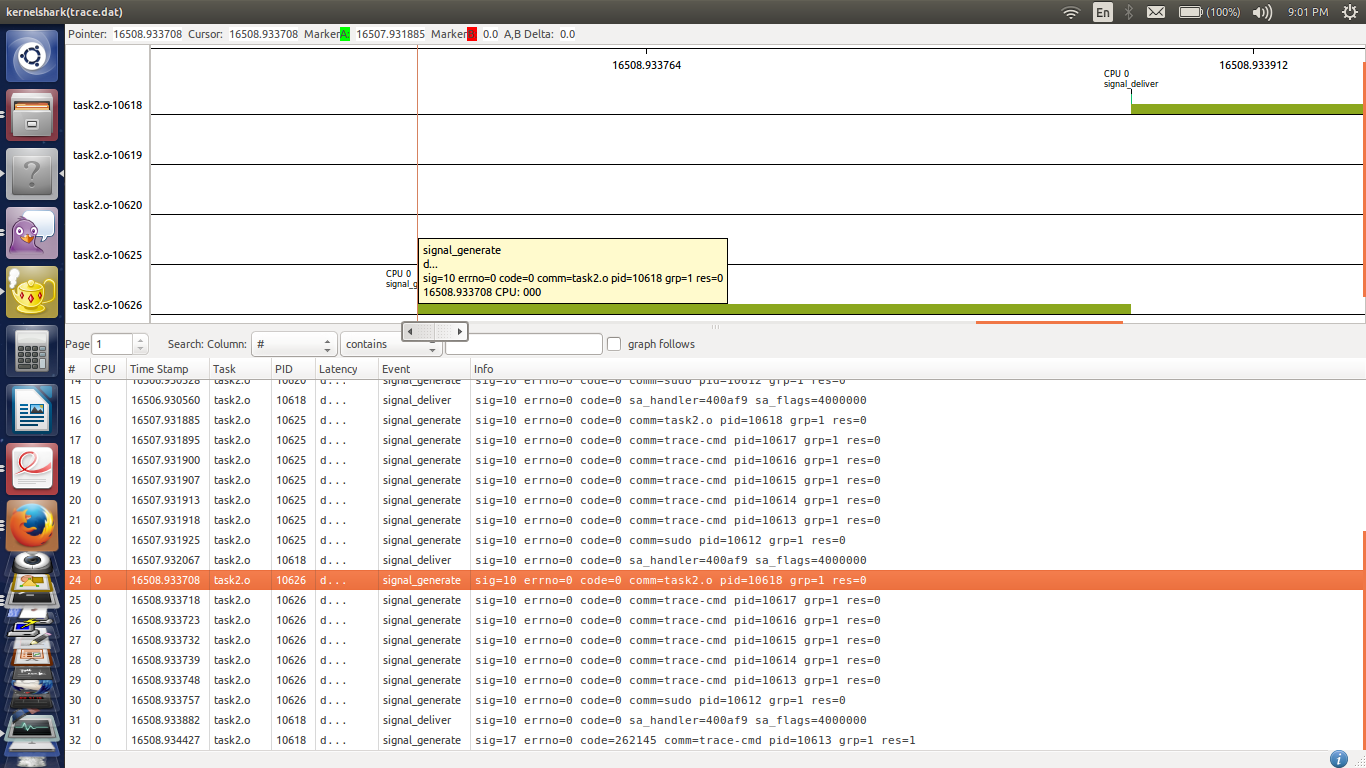 kernelshark(trace.dat)
En
(100%)
9:01 PM
Pointer: 16508.933708 Cursor: 16508.933708 MarkerA: 16507.931885 Marker 0.0 A,B Delta: 0.0
16508.933764
16508.933912
CPU 0
signal_deliver
task2.o-10618
task2.o-10619
task2.o-10620
task2.o-10625
signal_generate
d...
CPU 0
signal_g
sig=10 errno=0 code=0 comm=task2.o pid=10618 grp=1 res=0
16508.933708 CPU: 000
task2.o-10626
Page 1 Search: Column: # contains graph follows
# CPU Time Stamp Task PID Latency Event Info
14 0 16506.930528 task2.o 10620 d... signal_generate sig=10 errno=0 code=0 comm=sudo pid=10612 grp=1 res=0
15 0 16506.930560 task2.o 10618 d... signal_deliver sig=10 errno=0 code=0 sa_handler=400af9 sa_flags=4000000
16 0 16507.931885 task2.o 10625 d... signal_generate sig=10 errno=0 code=0 comm=task2.o pid=10618 grp=1 res=0
17 0 16507.931895 task2.o 10625 d... signal_generate sig=10 errno=0 code=0 comm=trace-cmd pid=10617 grp=1 res=0
18 0 16507.931900 task2.o 10625 d... signal_generate sig=10 errno=0 code=0 comm=trace-cmd pid=10616 grp=1 res=0
19 0 16507.931907 task2.o 10625 d... signal_generate sig=10 errno=0 code=0 comm=trace-cmd pid=10615 grp=1 res=0
20 0 16507.931913 task2.o 10625 d... signal_generate sig=10 errno=0 code=0 comm=trace-cmd pid=10614 grp=1 res=0
21 0 16507.931918 task2.o 10625 d... signal_generate sig=10 errno=0 code=0 comm=trace-cmd pid=10613 grp=1 res=0
22 0 16507.931925 task2.o 10625 d... signal_generate sig=10 errno=0 code=0 comm=sudo pid=10612 grp=1 res=0
23 0 16507.932067 task2.o 10618 d... signal_deliver sig=10 errno=0 code=0 sa_handler=400af9 sa_flags=4000000
24 0 16508.933708 task2.o 10626 d... signal_generate sig=10 errno=0 code=0 comm=task2.o pid=10618 grp=1 res=0
25 0 16508.933718 task2.o 10626 d... signal_generate sig=10 errno=0 code=0 comm=trace-cmd pid=10617 grp=1 res=0
26 0 16508.933723 task2.o 10626 d... signal_generate sig=10 errno=0 code=0 comm=trace-cmd pid=10616 grp=1 res=0
27 0 16508.933732 task2.o 10626 d... signal_generate sig=10 errno=0 code=0 comm=trace-cmd pid=10615 grp=1 res=0
28 0 16508.933739 task2.o 10626 d... signal_generate sig=10 errno=0 code=0 comm=trace-cmd pid=10614 grp=1 res=0
29 0 16508.933748 task2.o 10626 d... signal_generate sig=10 errno=0 code=0 comm=trace-cmd pid=10613 grp=1 res=0
30 0 16508.933757 task2.o 10626 d... signal_generate sig=10 errno=0 code=0 comm=sudo pid=10612 grp=1 res=0
31 0 16508.933882 task2.o 10618 d... signal_deliver sig=10 errno=0 code=0 sa_handler=400af9 sa_flags=4000000
32 0 16508.934427 task2.o 10618 d... signal_generate sig=17 errno=0 code=262145 comm=trace-cmd pid=10613 grp=1 res=1